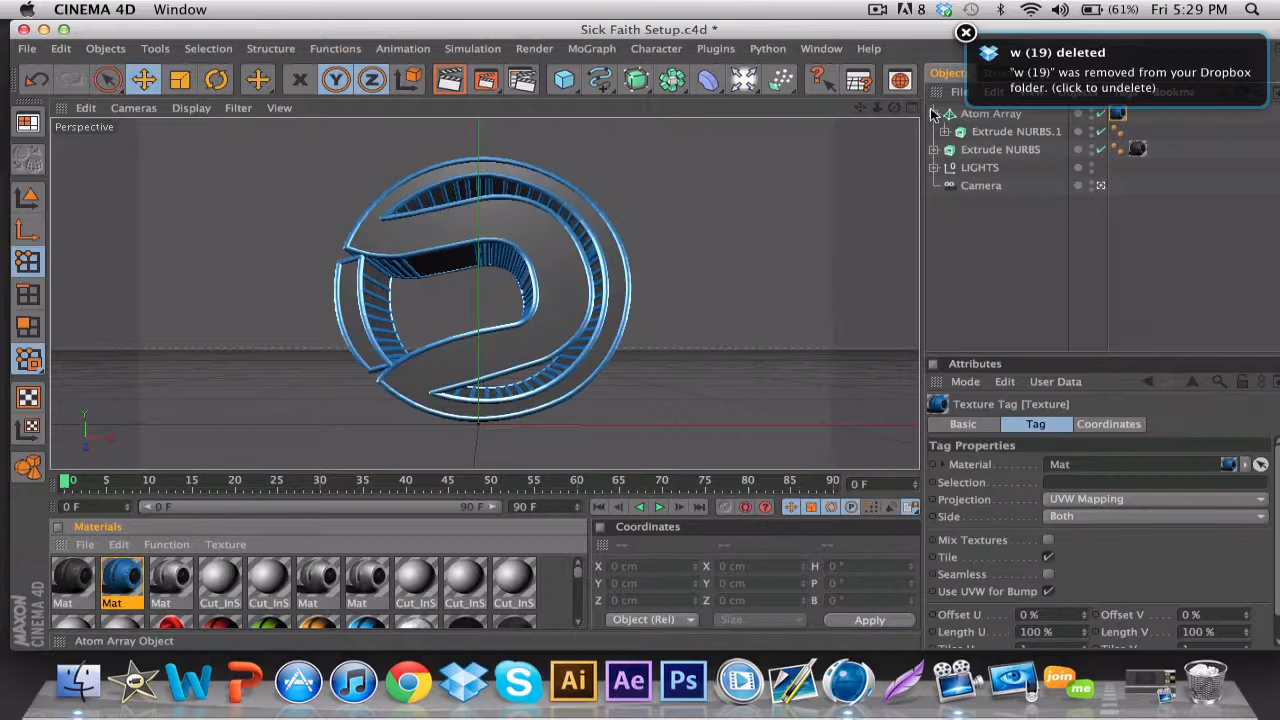 CINEMA 4D Window
8 (61%) Fri 5:29 PM
Sick Faith Setup.c4d *
File Edit Objects Tools Selection Structure Functions Animation Simulation Render MoGraph Character Plugins Python Window Help
w (19) deleted
"w (19)" was removed from your Dropbox
folder. (click to undelete)
Edit Cameras Display Filter View
Perspective
Atom Array
Extrude NURBS.1
Extrude NURBS
LIGHTS
Camera
Attributes
Mode Edit User Data
Texture Tag [Texture]
Basic Tag Coordinates
Tag Properties
Material Mat
Selection
Projection UVW Mapping
Side Both
Mix Textures
Tile
Seamless
Use UVW for Bump
Offset U 0 % Offset V 0 %
Length U 100 % Length V 100 %
0 5 10 15 20 25 30 35 40 45 50 55 60 65 70 75 80 85 90 0 F
0 F 0 F 90 F 90 F
Materials
File Edit Function Texture
Mat Mat Mat Cut_InS Cut_InS Mat Mat Cut_InS Cut_InS Cut_InS
Coordinates
X 0 cm X 0 cm H 0 °
Y 0 cm Y 0 cm P 0 °
Z 0 cm Z 0 cm B 0 °
Object (Rel) Size Apply
Atom Array Object
MAXON
CINEMA 4D
Ai Ae Ps
join
me